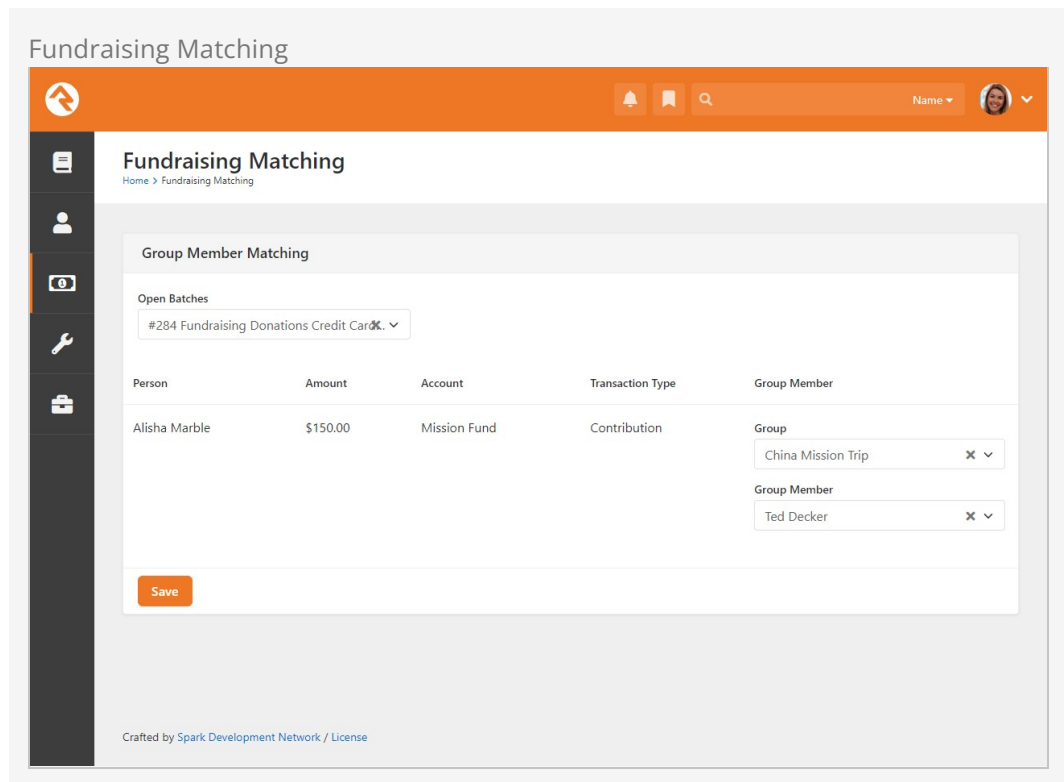 Fundraising Matching
Name
Fundraising Matching
Home > Fundraising Matching
Group Member Matching
Open Batches
#284 Fundraising Donations Credit Card..
Person Amount Account Transaction Type Group Member
Alisha Marble $150.00 Mission Fund Contribution Group
China Mission Trip
Group Member
Ted Decker
Save
Crafted by Spark Development Network / License